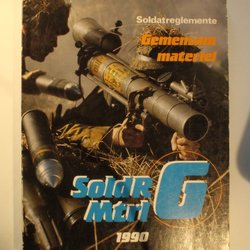 Soldatreglemente
Gemensam
materiel
SoldR
Mtrl
G
1990